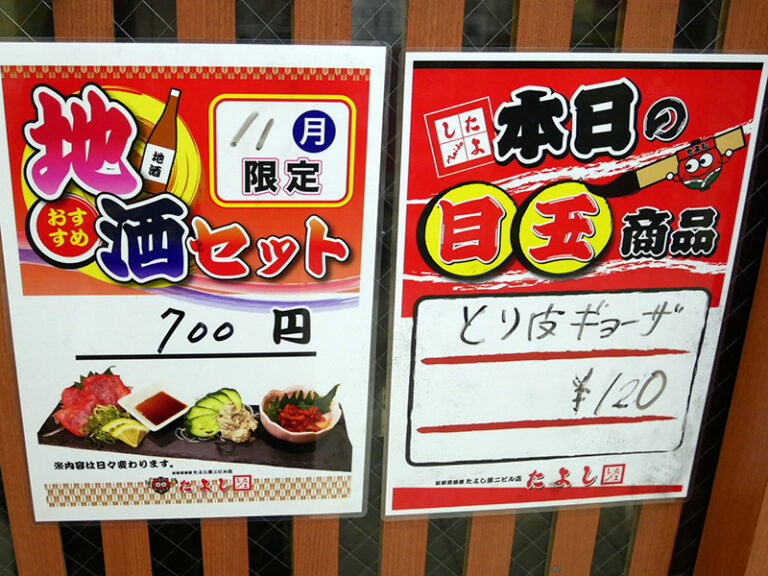 地酒セット
おすすめ
地酒
11月
限定
700円
※内容は日々変わります。
たよし
本日の
目玉商品
たよし
とり皮ギョーザ
¥120
たよし